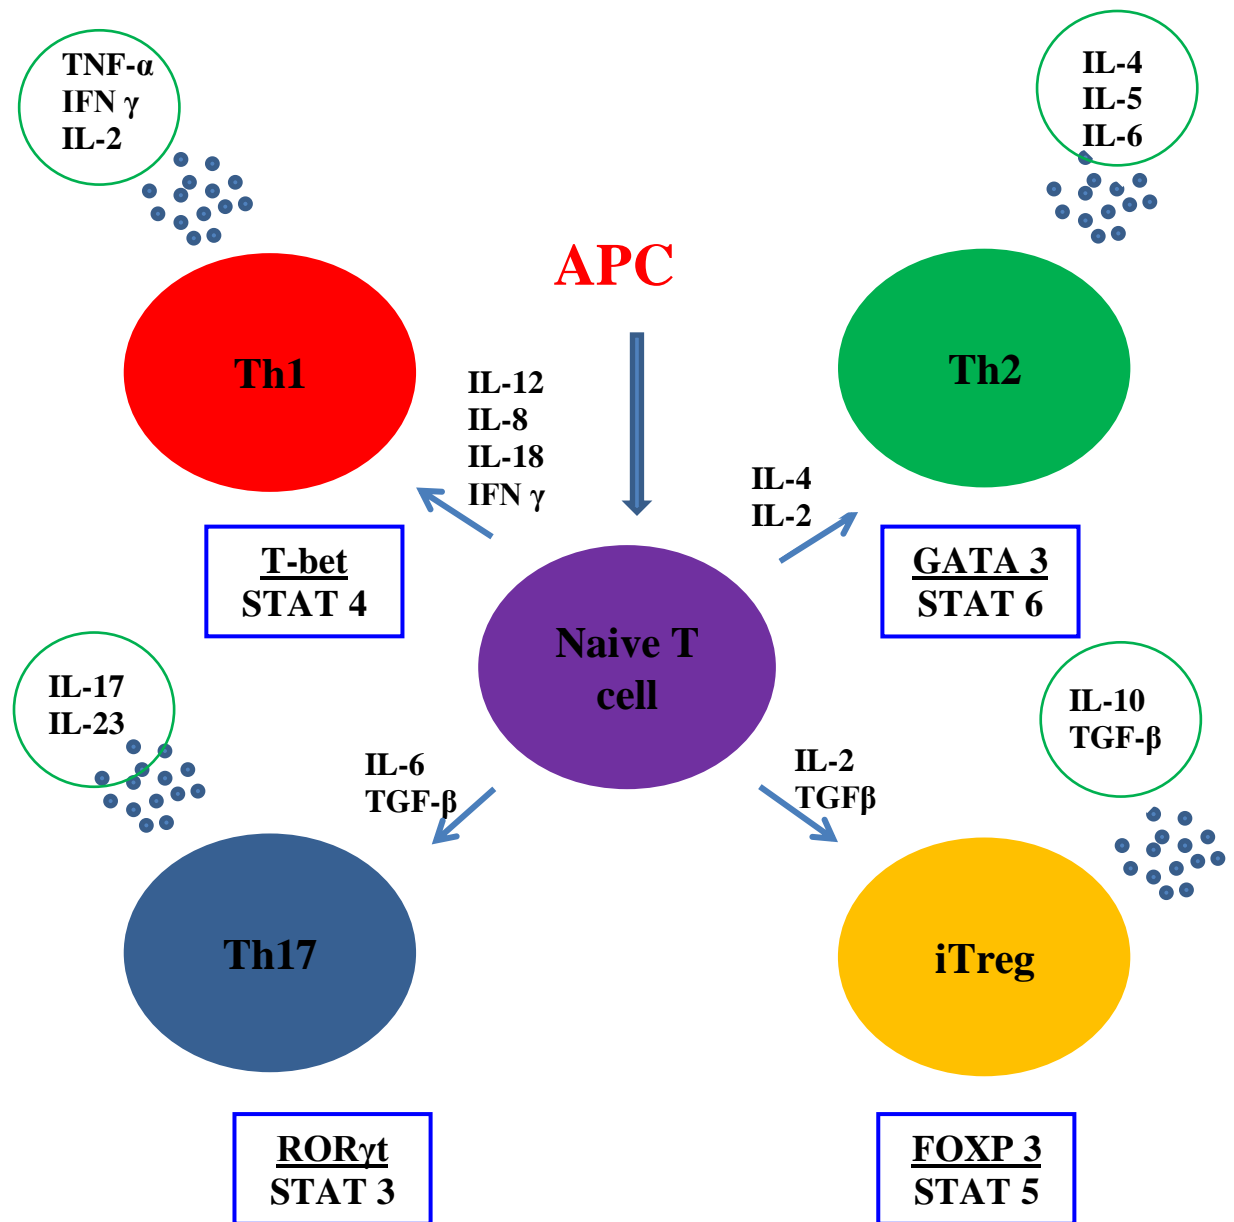 TNF-α
IFN γ
IL-2
IL-4
IL-5
IL-6
APC
Th1
Th2
IL-12
IL-8
IL-18
IFN γ
IL-4
IL-2
T-bet
STAT 4
GATA 3
STAT 6
Naive T
cell
IL-17
IL-23
IL-10
TGF-β
IL-6
TGF-β
IL-2
TGFβ
Th17
iTreg
RORγt
STAT 3
FOXP 3
STAT 5